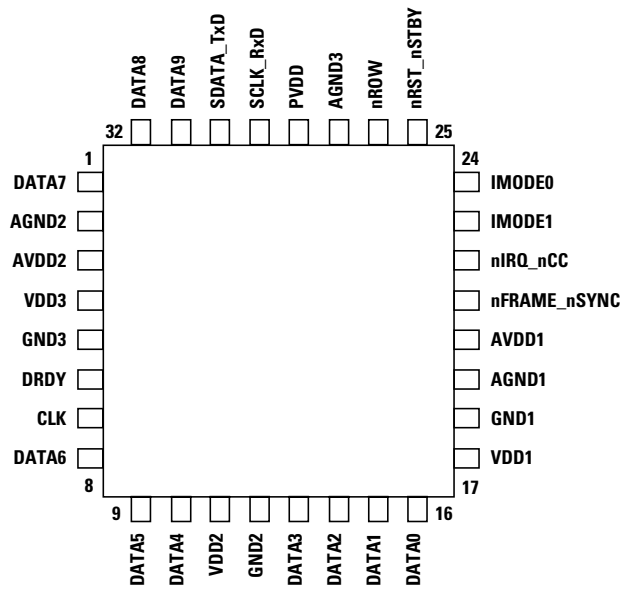 DATA8
DATA9
SDATA_TxD
SCLK_RxD
PVDD
AGND3
nROW
nRST_nSTBY
32
25
1
24
DATA7
AGND2
AVDD2
VDD3
GND3
DRDY
CLK
DATA6
IMODE0
IMODE1
nIRQ_nCC
nFRAME_nSYNC
AVDD1
AGND1
GND1
VDD1
8
17
9
16
DATA5
DATA4
VDD2
GND2
DATA3
DATA2
DATA1
DATA0